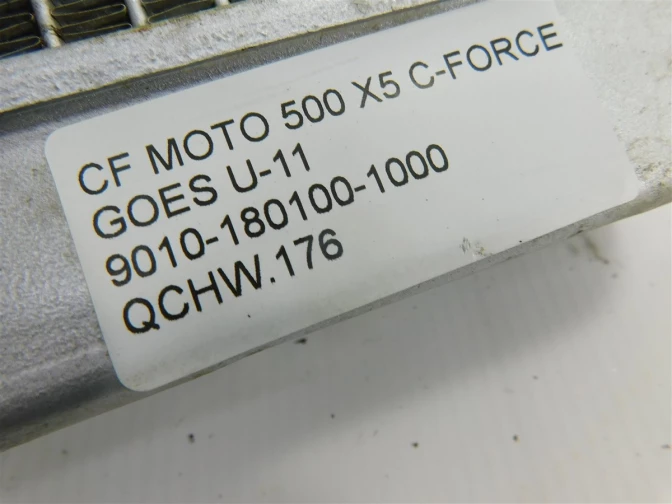 CF MOTO 500 X5 C-FORCE
GOES U-11
9010-180100-1000
QCHW.176